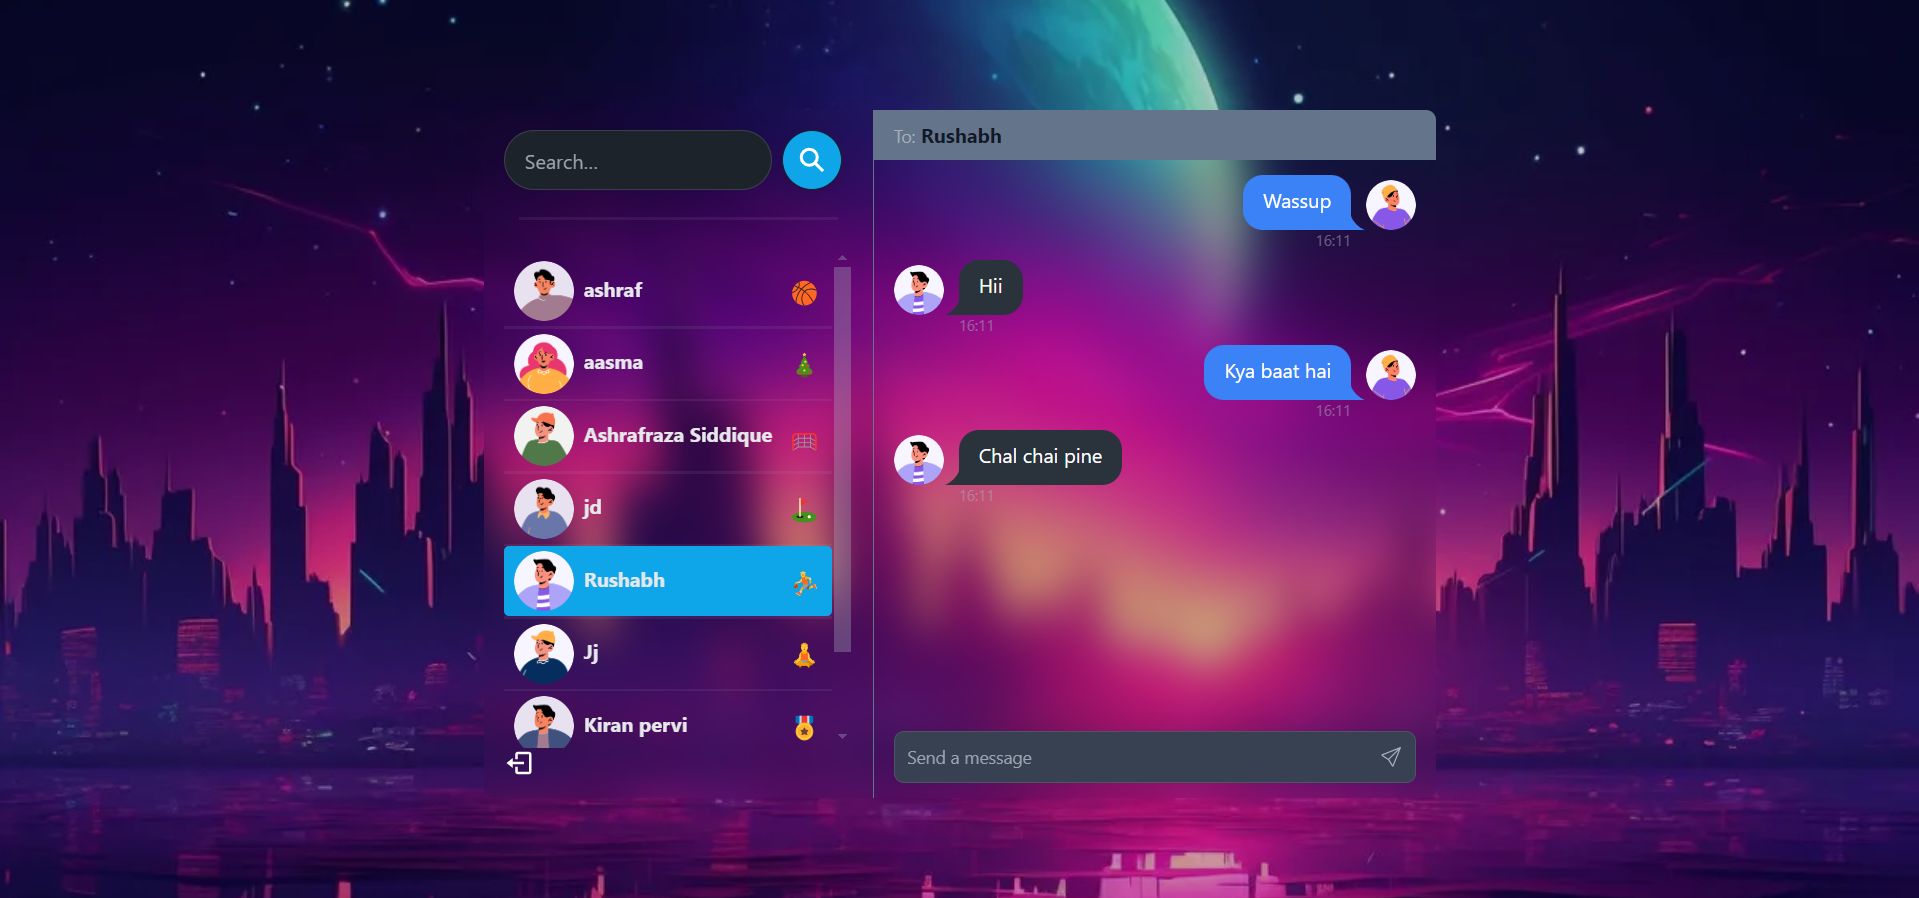 Search...
ashraf
aasma
Ashrafraza Siddique
jd
Rushabh
Jj
Kiran pervi
To: Rushabh
Wassup
16:11
Hii
16:11
Kya baat hai
16:11
Chal chai pine
16:11
Send a message